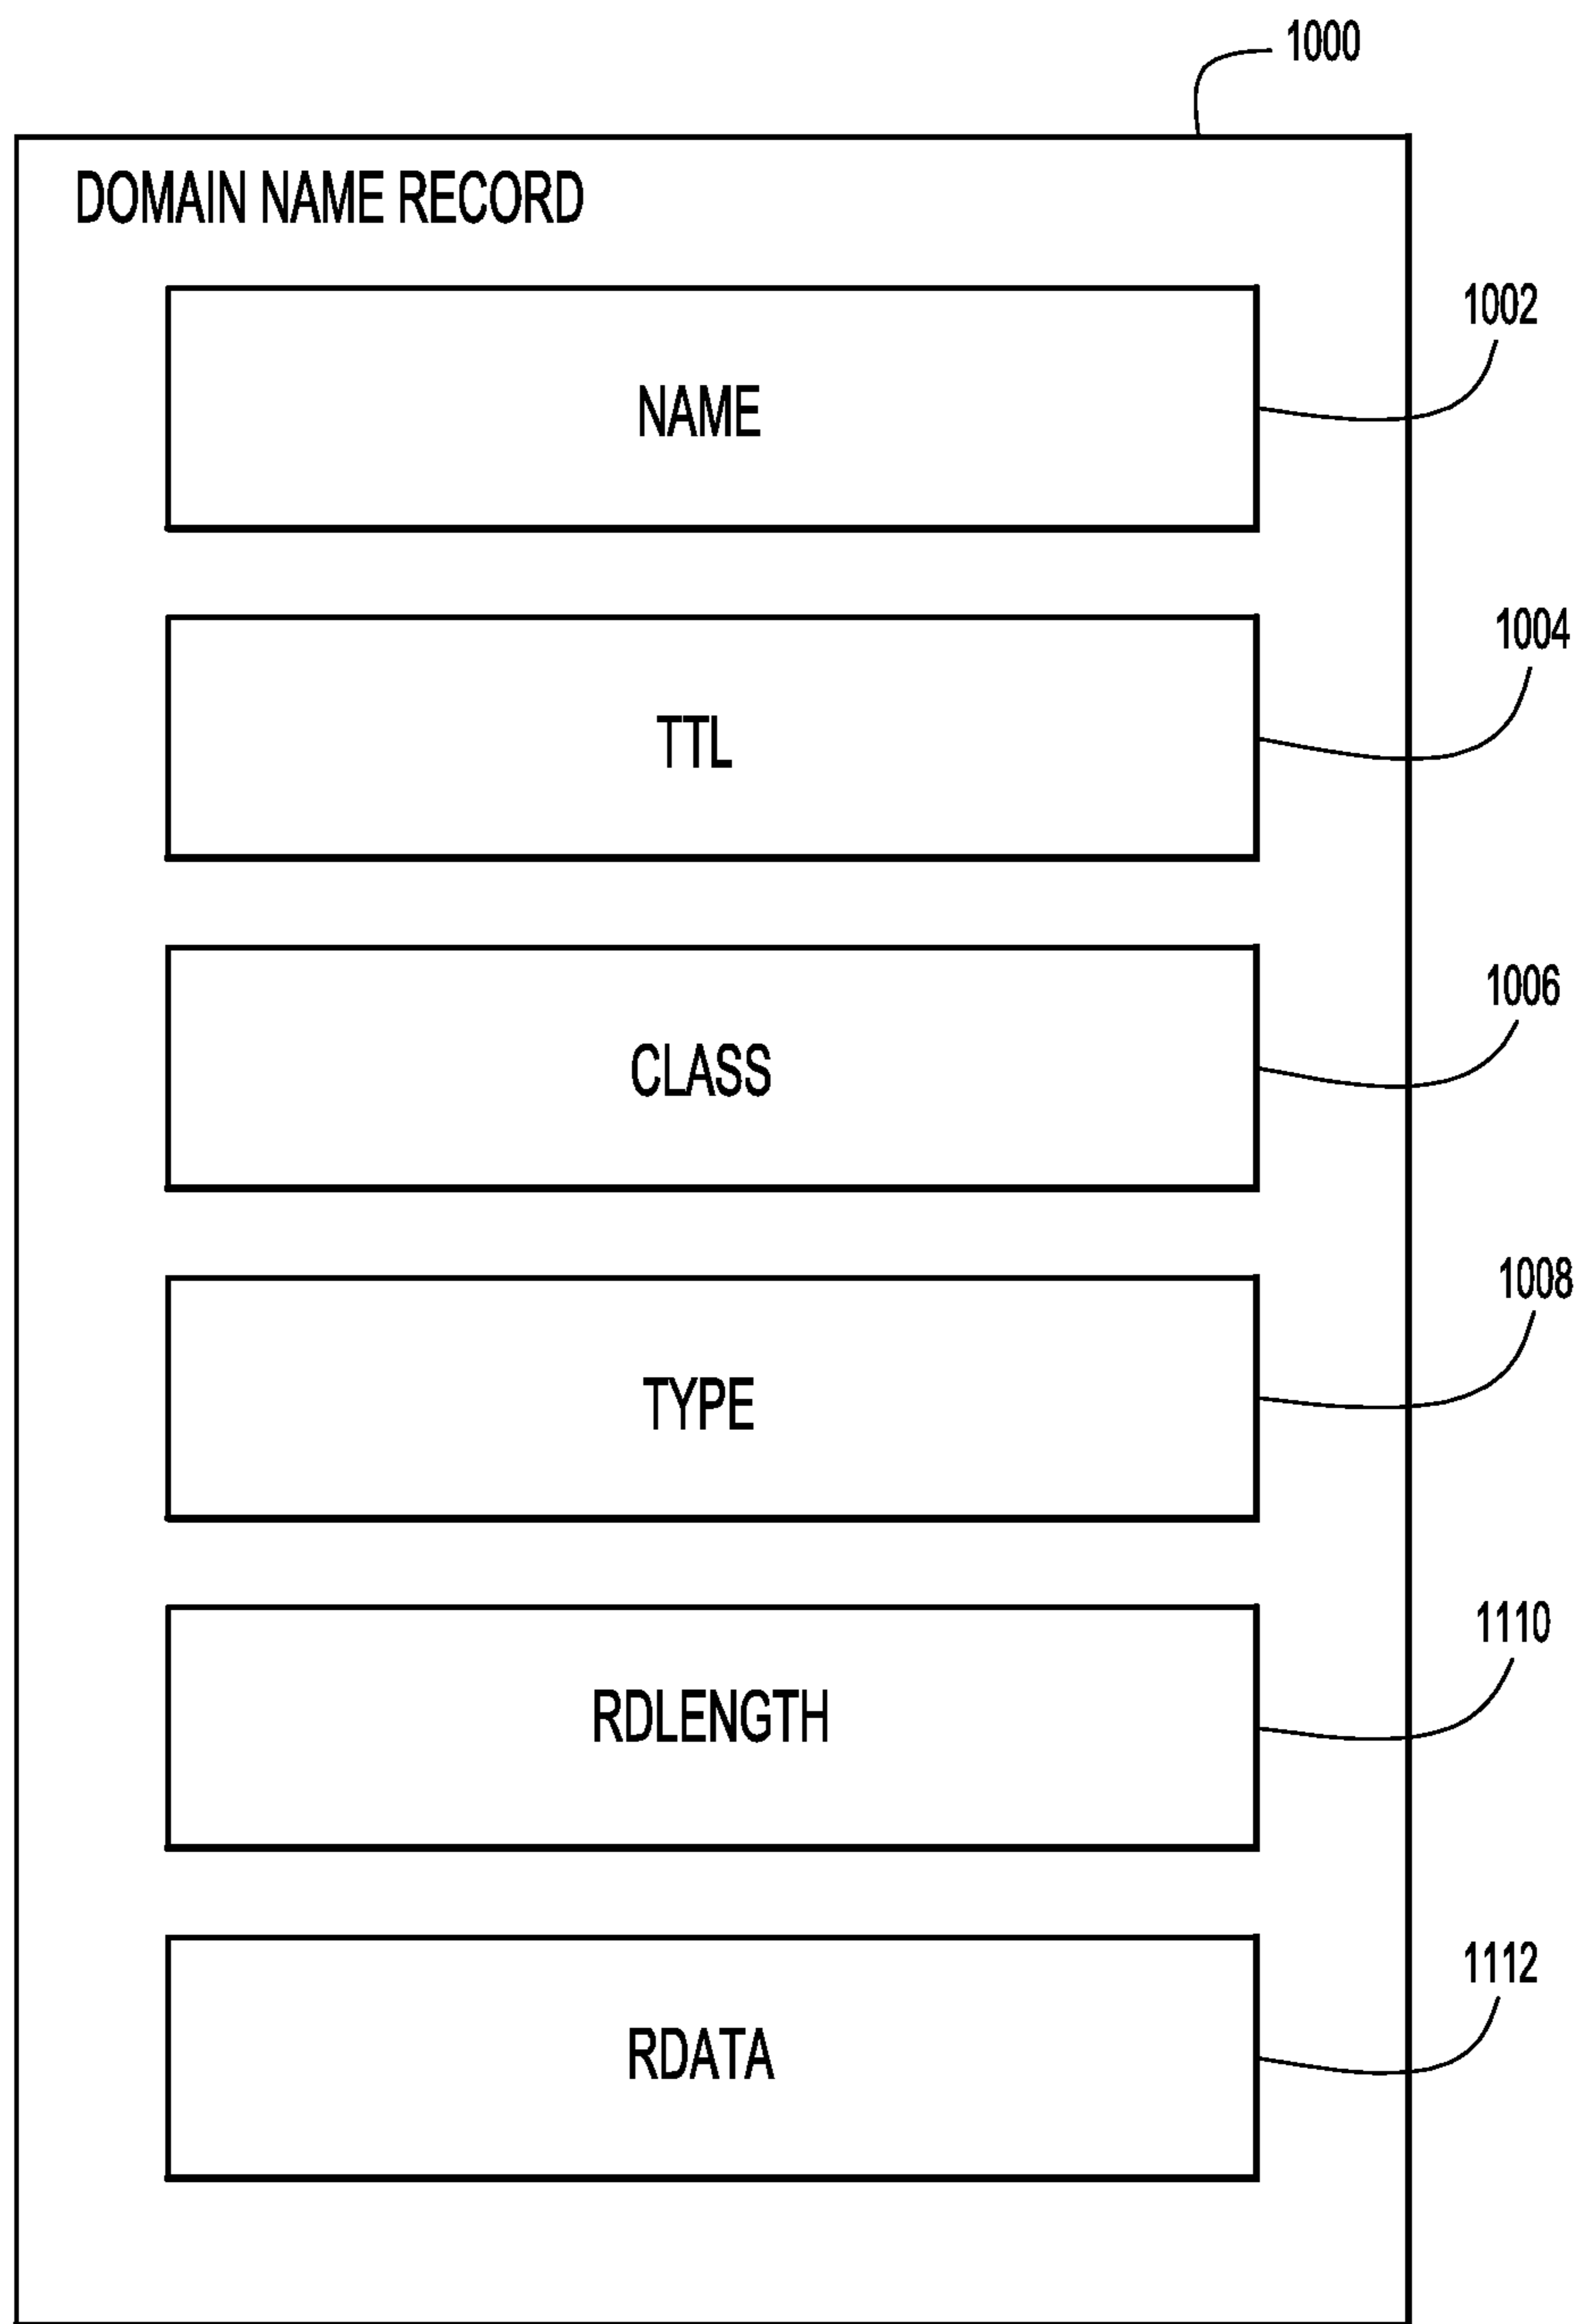 1000
DOMAIN NAME RECORD
1002
NAME
1004
TTL
1006
CLASS
1008
TYPE
1110
RDLENGTH
1112
RDATA